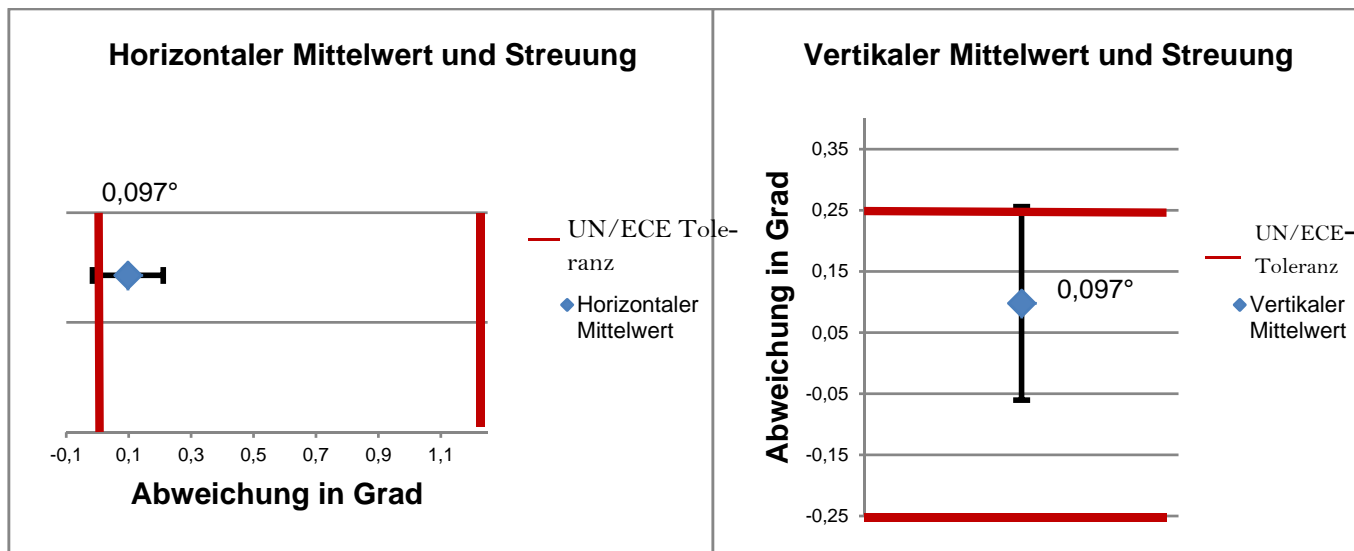 Horizontaler Mittelwert und Streuung
0,097°
UN/ECE Tole-
ranz
Horizontaler
Mittelwert
-0,1 0,1 0,3 0,5 0,7 0,9 1,1
Abweichung in Grad
Vertikaler Mittelwert und Streuung
Abweichung in Grad
0,35
0,25
0,15
0,05
-0,05
-0,15
-0,25
0,097°
UN/ECE-
Toleranz
Vertikaler
Mittelwert